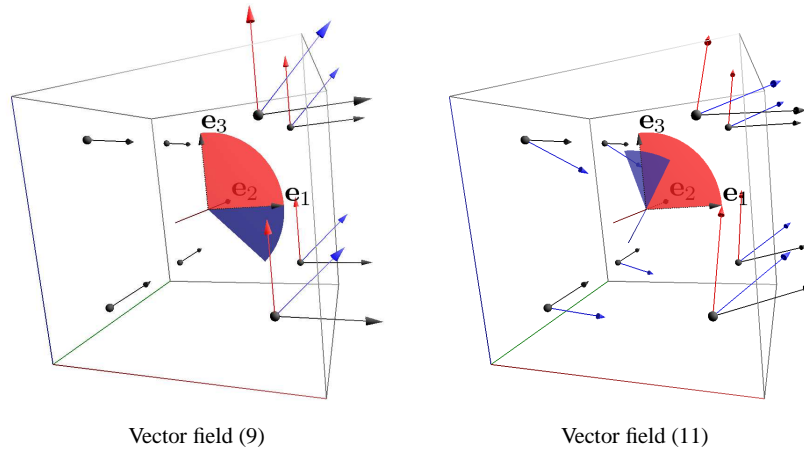 e3
e2 e1
e3
e2 e1
Vector field (9)
Vector field (11)